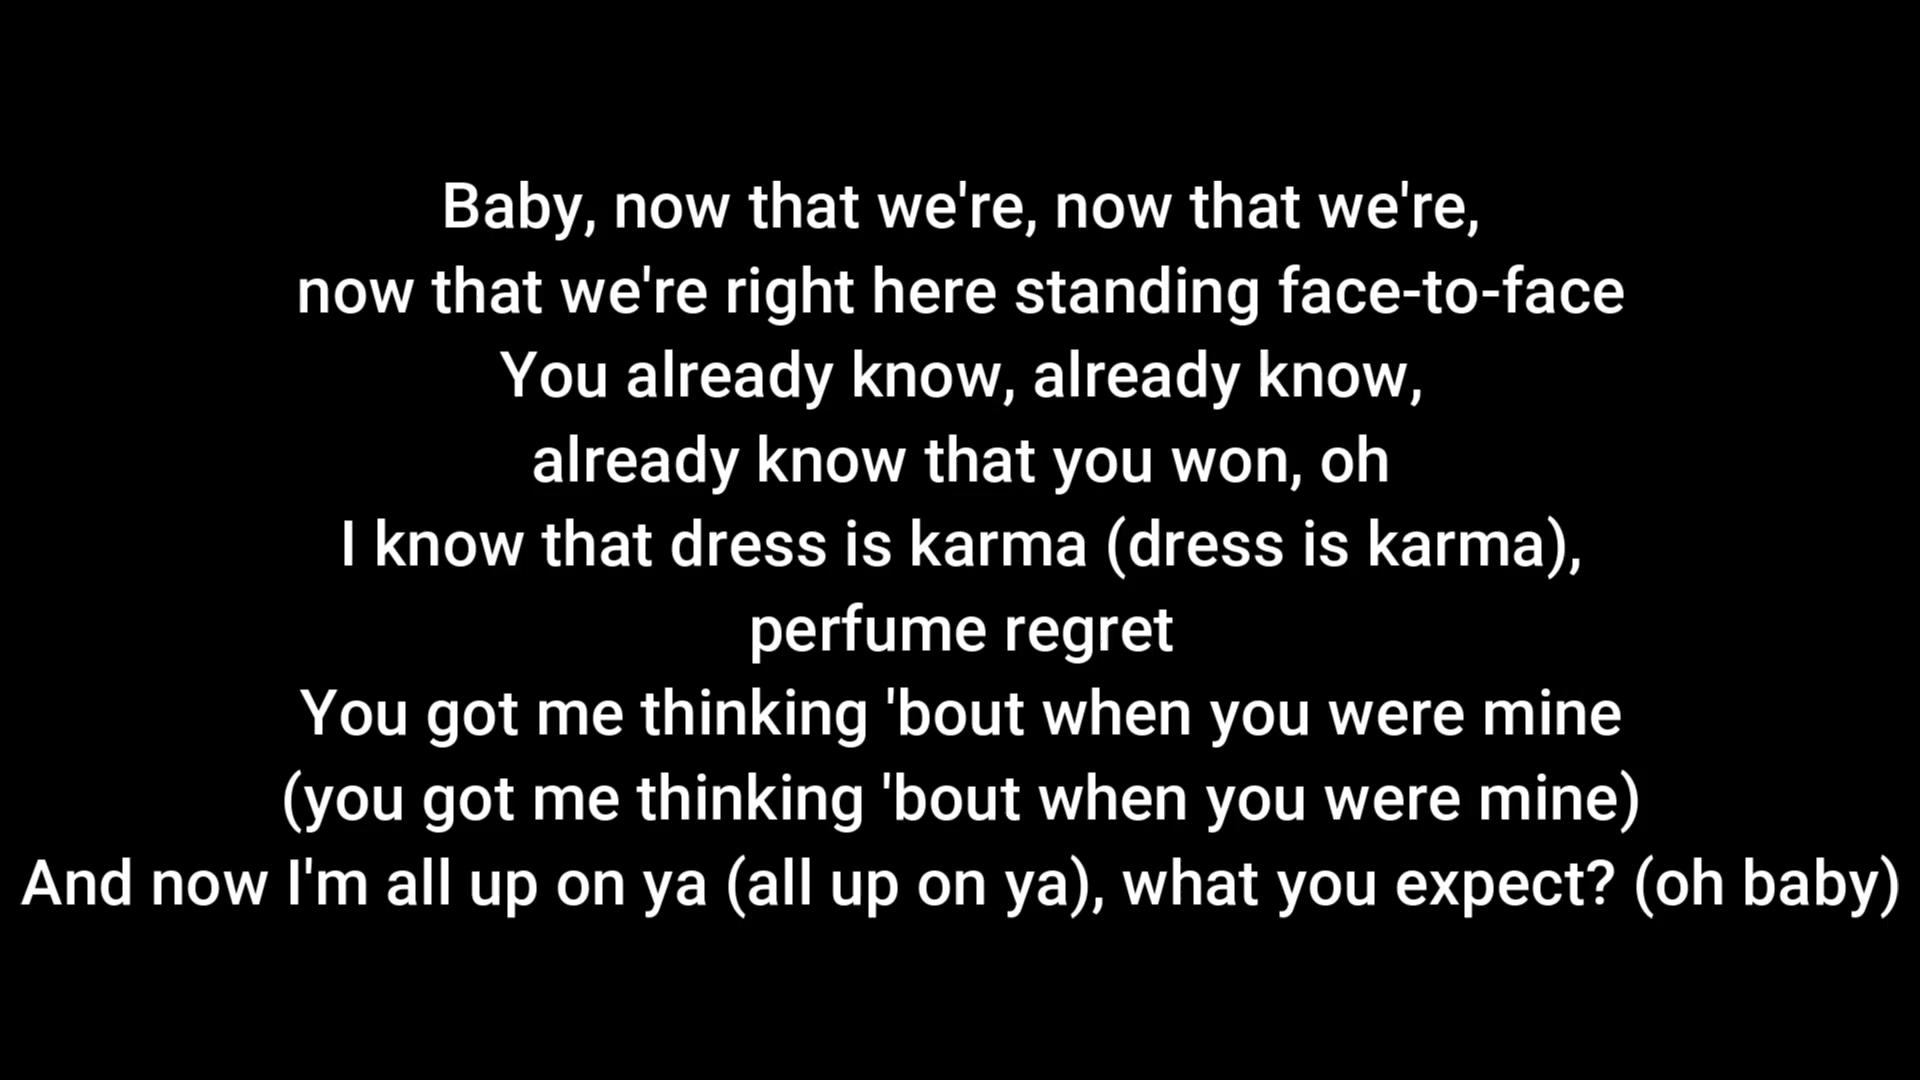 Baby, now that we're, now that we're,
now that we're right here standing face-to-face
You already know, already know,
already know that you won, oh
I know that dress is karma (dress is karma),
perfume regret
You got me thinking 'bout when you were mine
(you got me thinking 'bout when you were mine)
And now I'm all up on ya (all up on ya), what you expect? (oh baby)